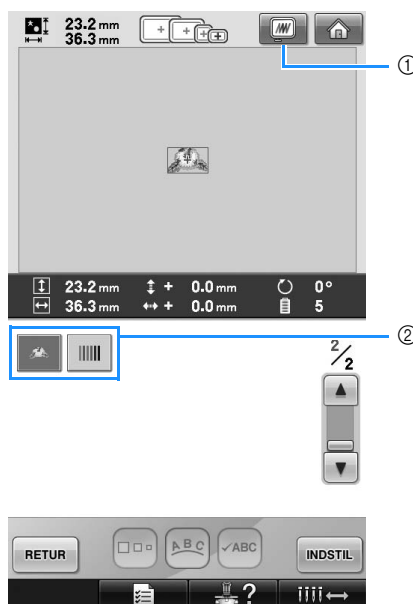 23.2 mm
36.3 mm
①
23.2 mm + 0.0 mm 0°
36.3 mm + 0.0 mm 5
②
2/2
RETUR ABC ✓ABC INDSTIL
?